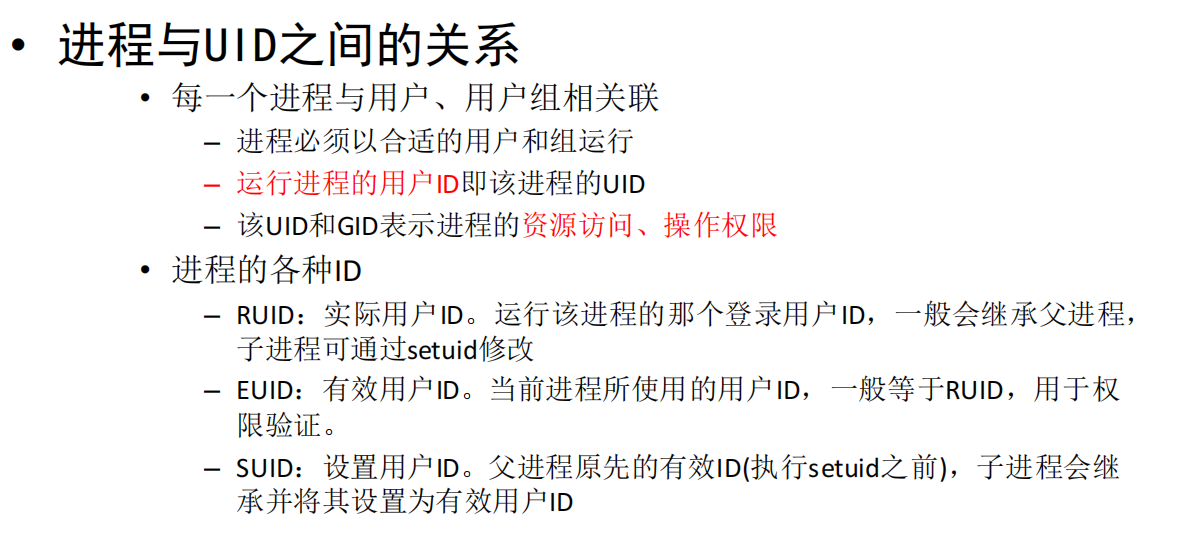 • 进程与UID之间的关系
• 每一个进程与用户、用户组相关联
– 进程必须以合适的用户和组运行
– 运行进程的用户ID即该进程的UID
– 该UID和GID表示进程的资源访问、操作权限
• 进程的各种ID
– RUID：实际用户ID。运行该进程的那个登录用户ID，一般会继承父进程，
子进程可通过setuid修改
– EUID：有效用户ID。当前进程所使用的用户ID，一般等于RUID，用于权
限验证。
– SUID：设置用户ID。父进程原先的有效ID(执行setuid之前)，子进程会继
承并将其设置为有效用户ID